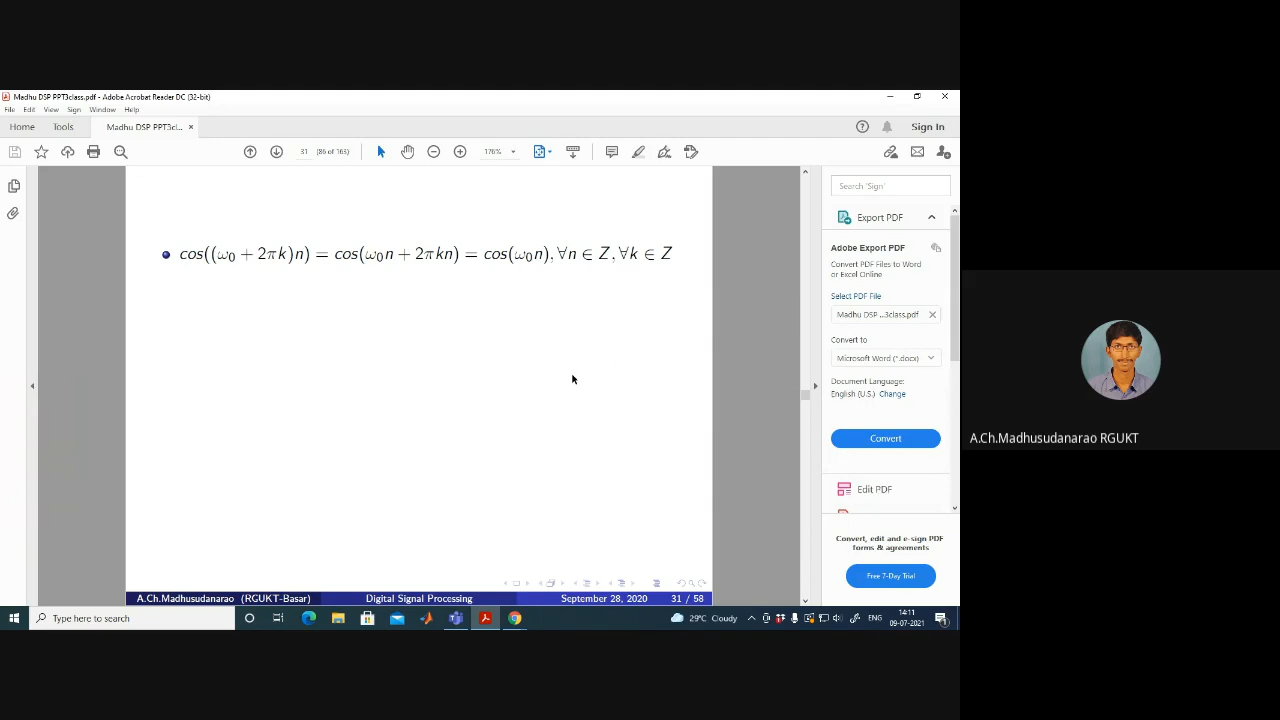 Madhu DSP PPT3class.pdf - Adobe Acrobat Reader DC (32-bit)
File Edit View Sign Window Help
Home Tools Madhu DSP PPT3cl... × Sign In
31 (86 of 163) 176%
Search 'Sign'
Export PDF
Adobe Export PDF
Convert PDF Files to Word
or Excel Online
Select PDF File
Madhu DSP ...3class.pdf
Convert to
Microsoft Word (*.docx)
Document Language:
English (U.S.) Change
Convert
Edit PDF
Convert, edit and e-sign PDF
forms & agreements
Free 7-Day Trial
cos((ω₀ + 2πk)n) = cos(ω₀n + 2πkn) = cos(ω₀n), ∀n ∈ Z, ∀k ∈ Z
A.Ch.Madhusudanarao (RGUKT-Basar) Digital Signal Processing September 28, 2020 31 / 58
A.Ch.Madhusudanarao RGUKT
Type here to search 29°C Cloudy ENG 14:11
09-07-2021